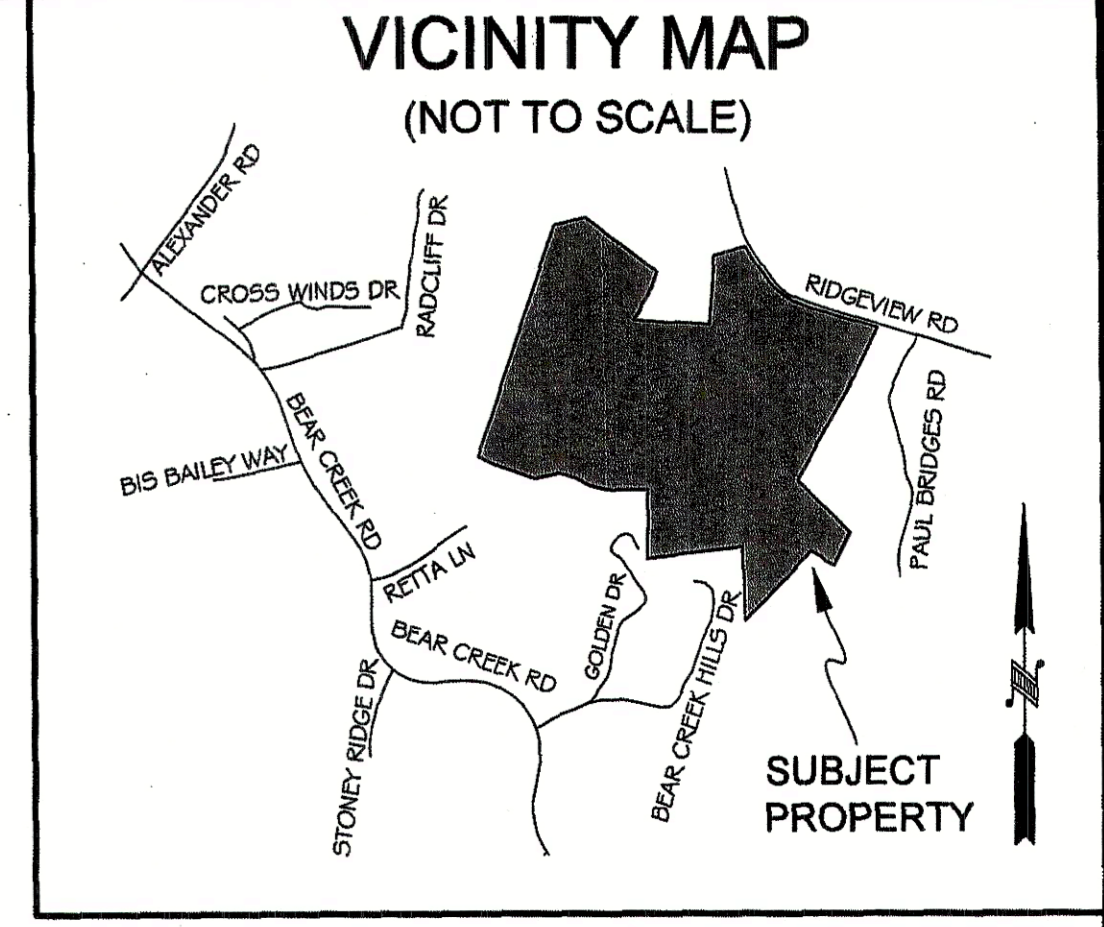 VICINITY MAP
(NOT TO SCALE)
ALEXANDER RD
CROSS WINDS DR
RADCLIFF DR
RIDGEVIEW RD
BEAR CREEK RD
BIS BAILEY WAY
PAUL BRIDGES RD
RETTA LN
BEAR CREEK RD
GOLDEN DR
BEAR CREEK HILLS DR
STONEY RIDGE DR
SUBJECT
PROPERTY
N